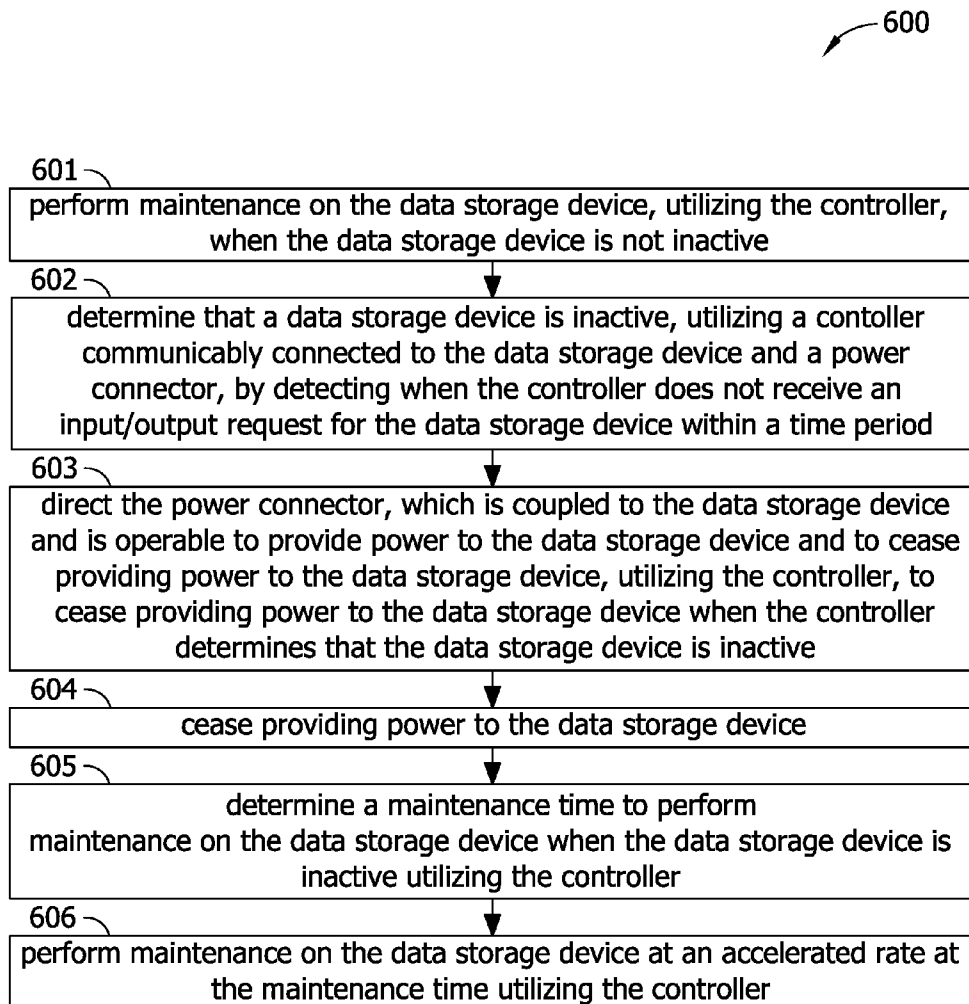 600
601
perform maintenance on the data storage device, utilizing the controller,
when the data storage device is not inactive
602
determine that a data storage device is inactive, utilizing a contoller
communicably connected to the data storage device and a power
connector, by detecting when the controller does not receive an
input/output request for the data storage device within a time period
603
direct the power connector, which is coupled to the data storage device
and is operable to provide power to the data storage device and to cease
providing power to the data storage device, utilizing the controller, to
cease providing power to the data storage device when the controller
determines that the data storage device is inactive
604
cease providing power to the data storage device
605
determine a maintenance time to perform
maintenance on the data storage device when the data storage device is
inactive utilizing the controller
606
perform maintenance on the data storage device at an accelerated rate at
the maintenance time utilizing the controller